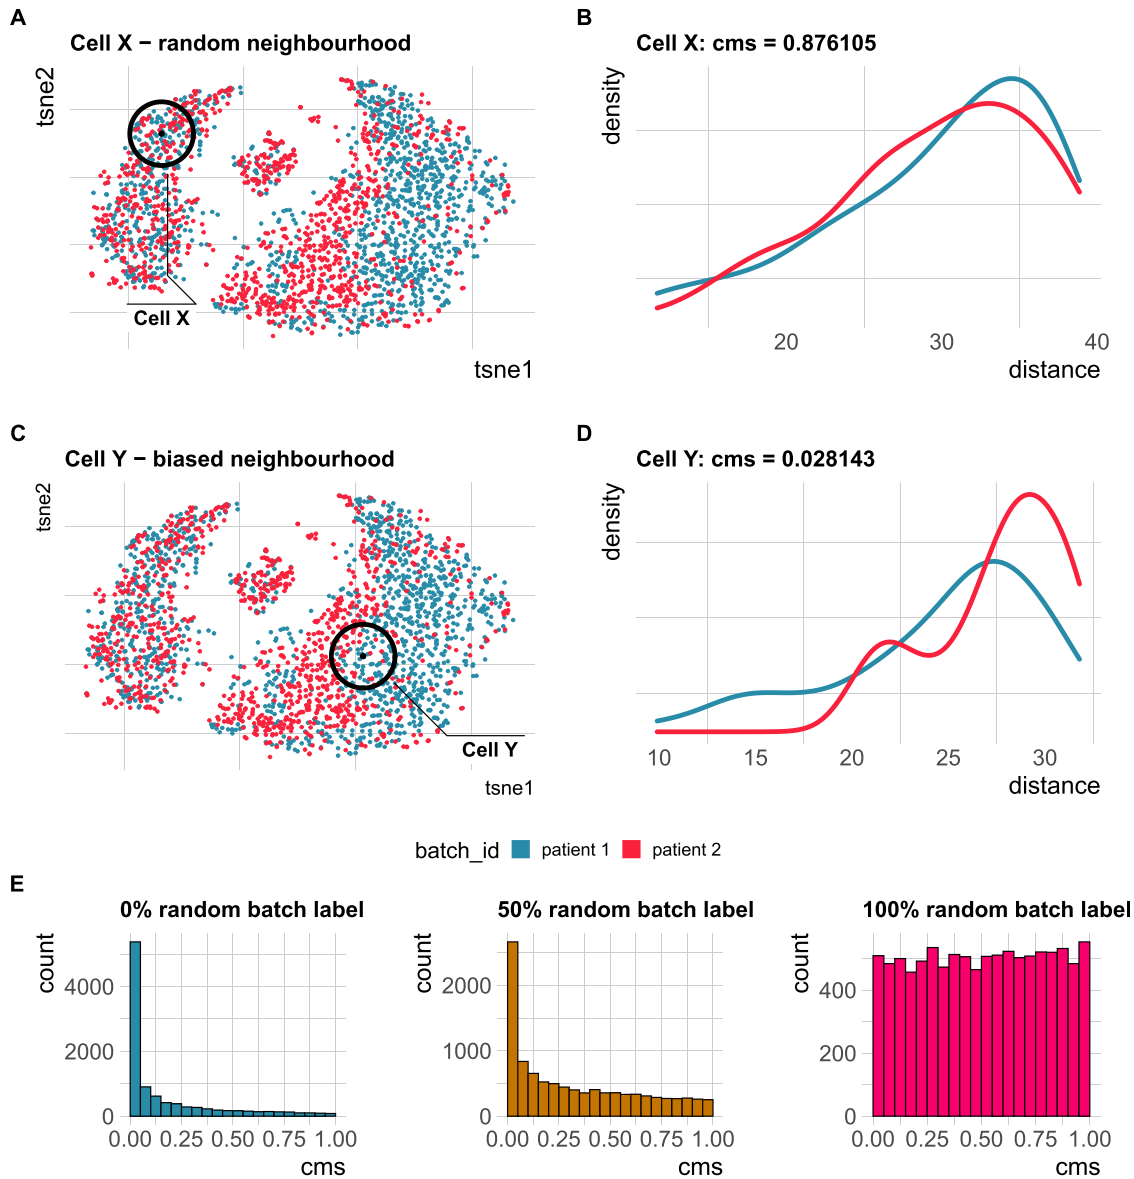 A
Cell X − random neighbourhood
tsne2
Cell X
tsne1
B
Cell X: cms = 0.876105
density
20 30 40
distance
C
Cell Y − biased neighbourhood
tsne2
Cell Y
tsne1
D
Cell Y: cms = 0.028143
density
10 15 20 25 30
distance
batch_id patient 1 patient 2
E
0% random batch label
count
4000
2000
0
0.00 0.25 0.50 0.75 1.00
cms
50% random batch label
count
2000
1000
0
0.00 0.25 0.50 0.75 1.00
cms
100% random batch label
count
400
200
0
0.00 0.25 0.50 0.75 1.00
cms